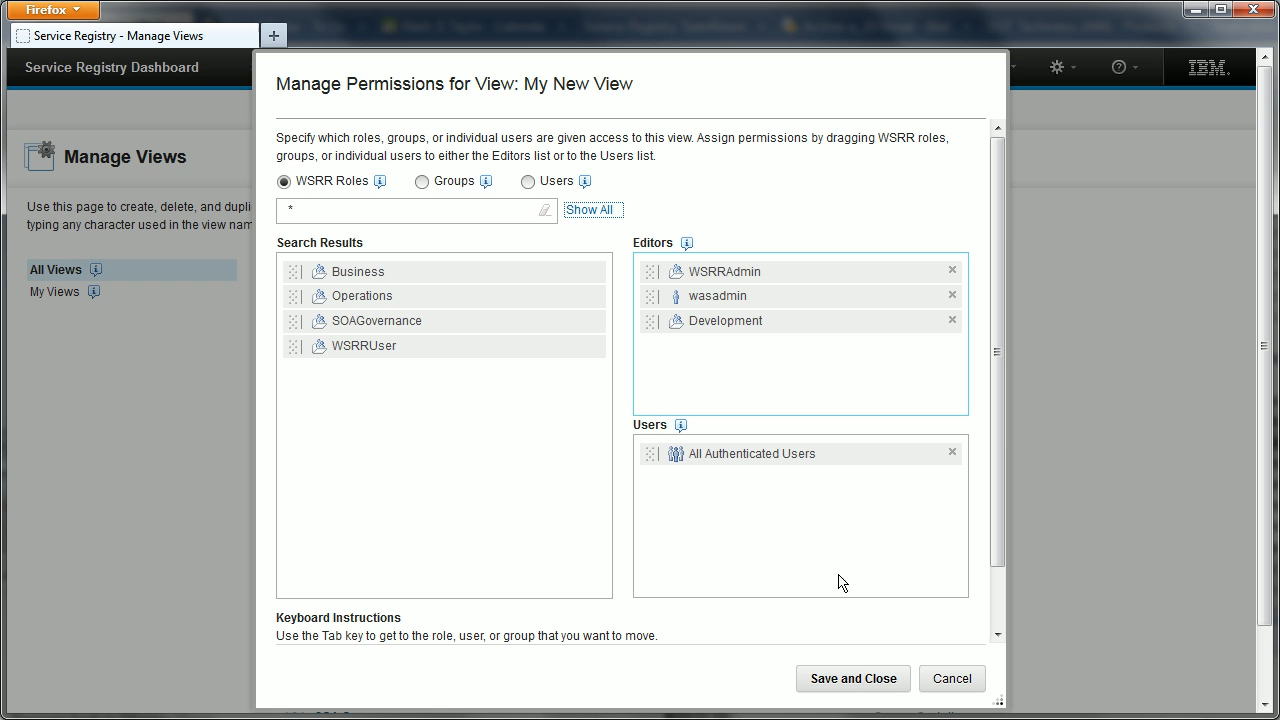 Firefox
Service Registry - Manage Views
Service Registry Dashboard
IBM.
Manage Permissions for View: My New View
Manage Views
Specify which roles, groups, or individual users are given access to this view. Assign permissions by dragging WSRR roles,
groups, or individual users to either the Editors list or to the Users list.
WSRR Roles
Groups
Users
*
Show All
Use this page to create, delete, and dupli
typing any character used in the view nam
All Views
My Views
Search Results
Business
Operations
SOAGovernance
WSRRUser
Editors
WSRRAdmin
wasadmin
Development
Users
All Authenticated Users
Keyboard Instructions
Use the Tab key to get to the role, user, or group that you want to move.
Save and Close
Cancel